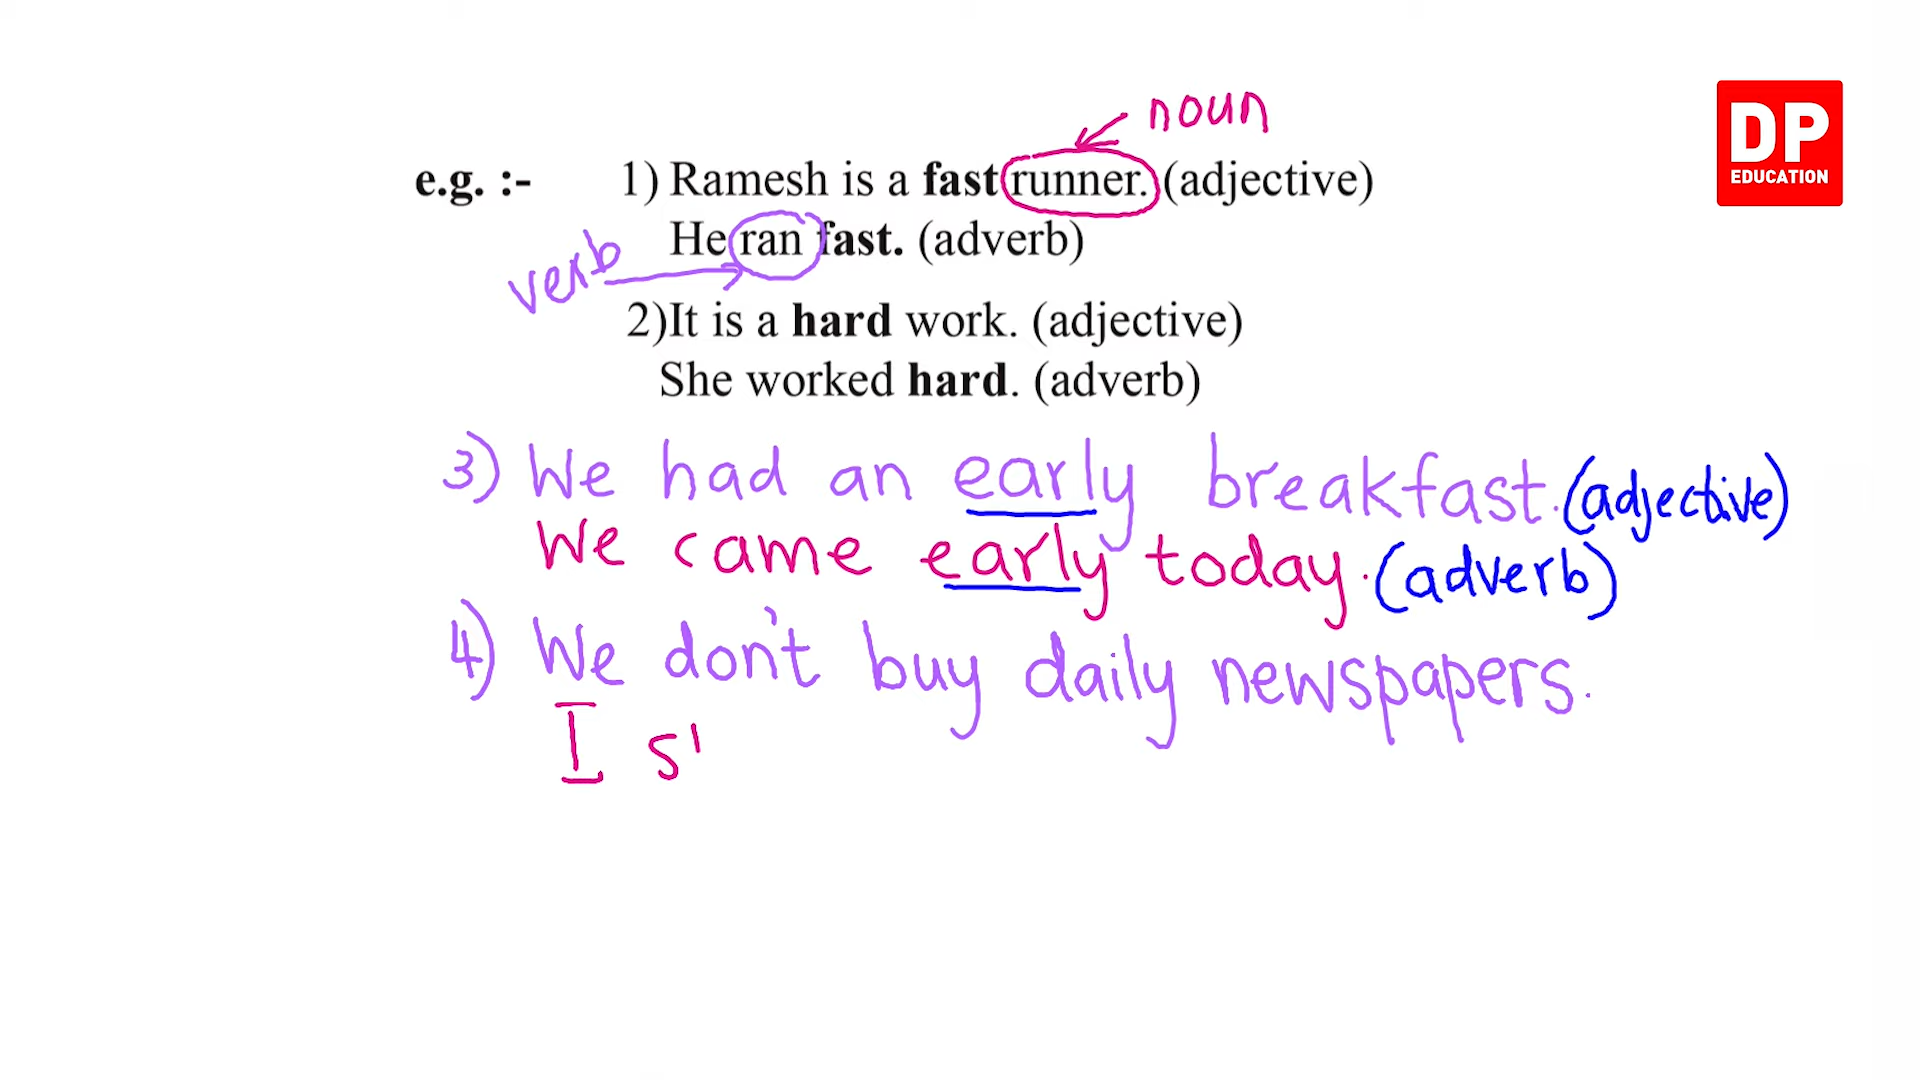 noun
DP
EDUCATION
e.g. :- 1) Ramesh is a fast runner. (adjective)
He ran fast. (adverb)
verb
2)It is a hard work. (adjective)
She worked hard. (adverb)
3) We had an early breakfast. (adjective)
We came early today. (adverb)
4) We don't buy daily newspapers.
I s